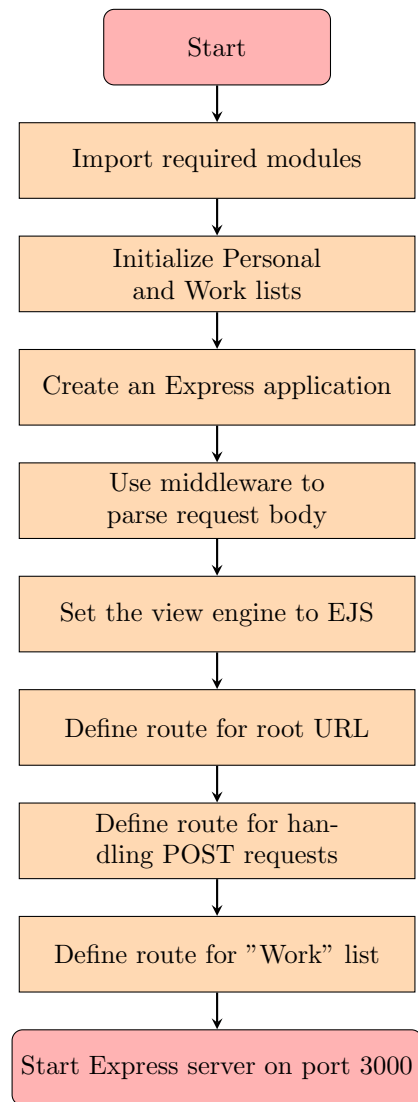 Start
Import required modules
Initialize Personal
and Work lists
Create an Express application
Use middleware to
parse request body
Set the view engine to EJS
Define route for root URL
Define route for han-
dling POST requests
Define route for ”Work” list
Start Express server on port 3000